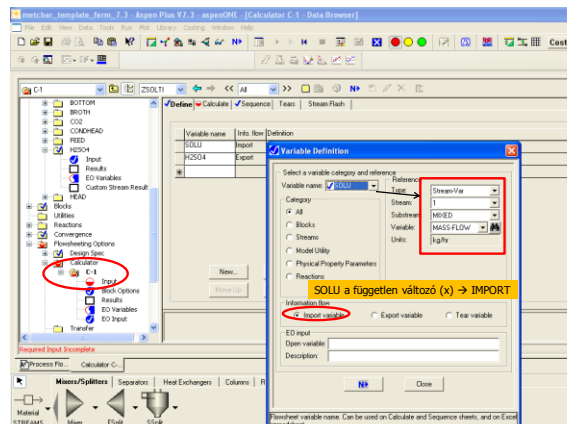 metcbar_template_ferm_7.3 - Aspen Plus V7.3 - aspenONE - [Calculator C-1 - Data Browser]
File Edit View Data Tools Run Plot Library Costing Window Help
Cost
C-1 ZSOLTI All
BOTTOM
BROTH
CO2
CONDHEAD
FEED
H2SO4
Input
Results
EO Variables
Custom Stream Result
HEAD
Blocks
Utilities
Reactions
Convergence
Flowsheeting Options
Design Spec
Calculator
C-1
Input
Block Options
Results
EO Variables
EO Input
Transfer
Define Calculate Sequence Tears Stream Flash
Variable name Info. flow Definition
SOLU Import
H2SO4 Export
New...
Move Up
Variable Definition
Select a variable category and reference
Variable name: SOLU
Category
All
Blocks
Streams
Model Utility
Physical Property Parameters
Reactions
Reference
Type: Stream-Var
Stream: 1
Substream: MIXED
Variable: MASS-FLOW
Units: kg/hr
SOLU a független változó (x) → IMPORT
Information flow
Import variable Export variable Tear variable
EO input
Open variable:
Description:
N> Close
Flowsheet variable name. Can be used on Calculate and Sequence sheets, and on Excel
Required Input Incomplete
Process Flo... Calculator C-...
Mixers/Splitters Separators Heat Exchangers Columns
Material
STREAMS Mixer FSplit SSplit